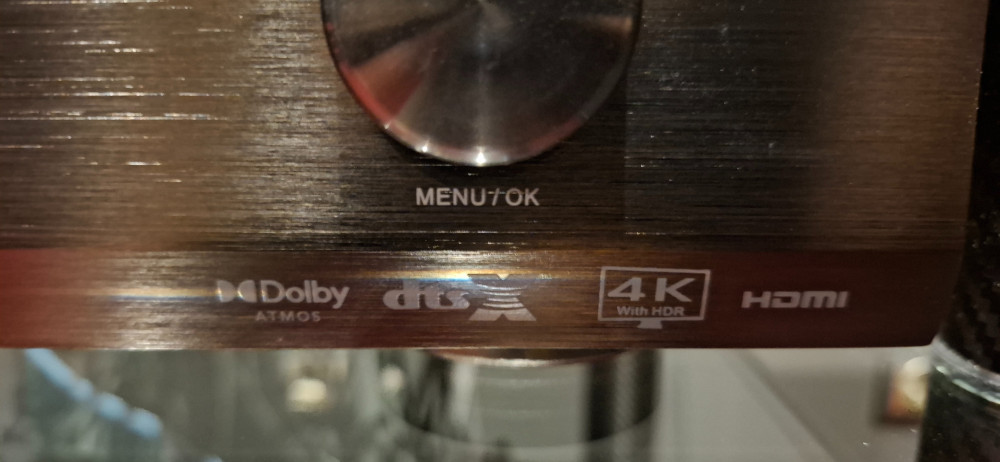 MENU/OK
Dolby
ATMOS
dts X
4K
With HDR
HDMI